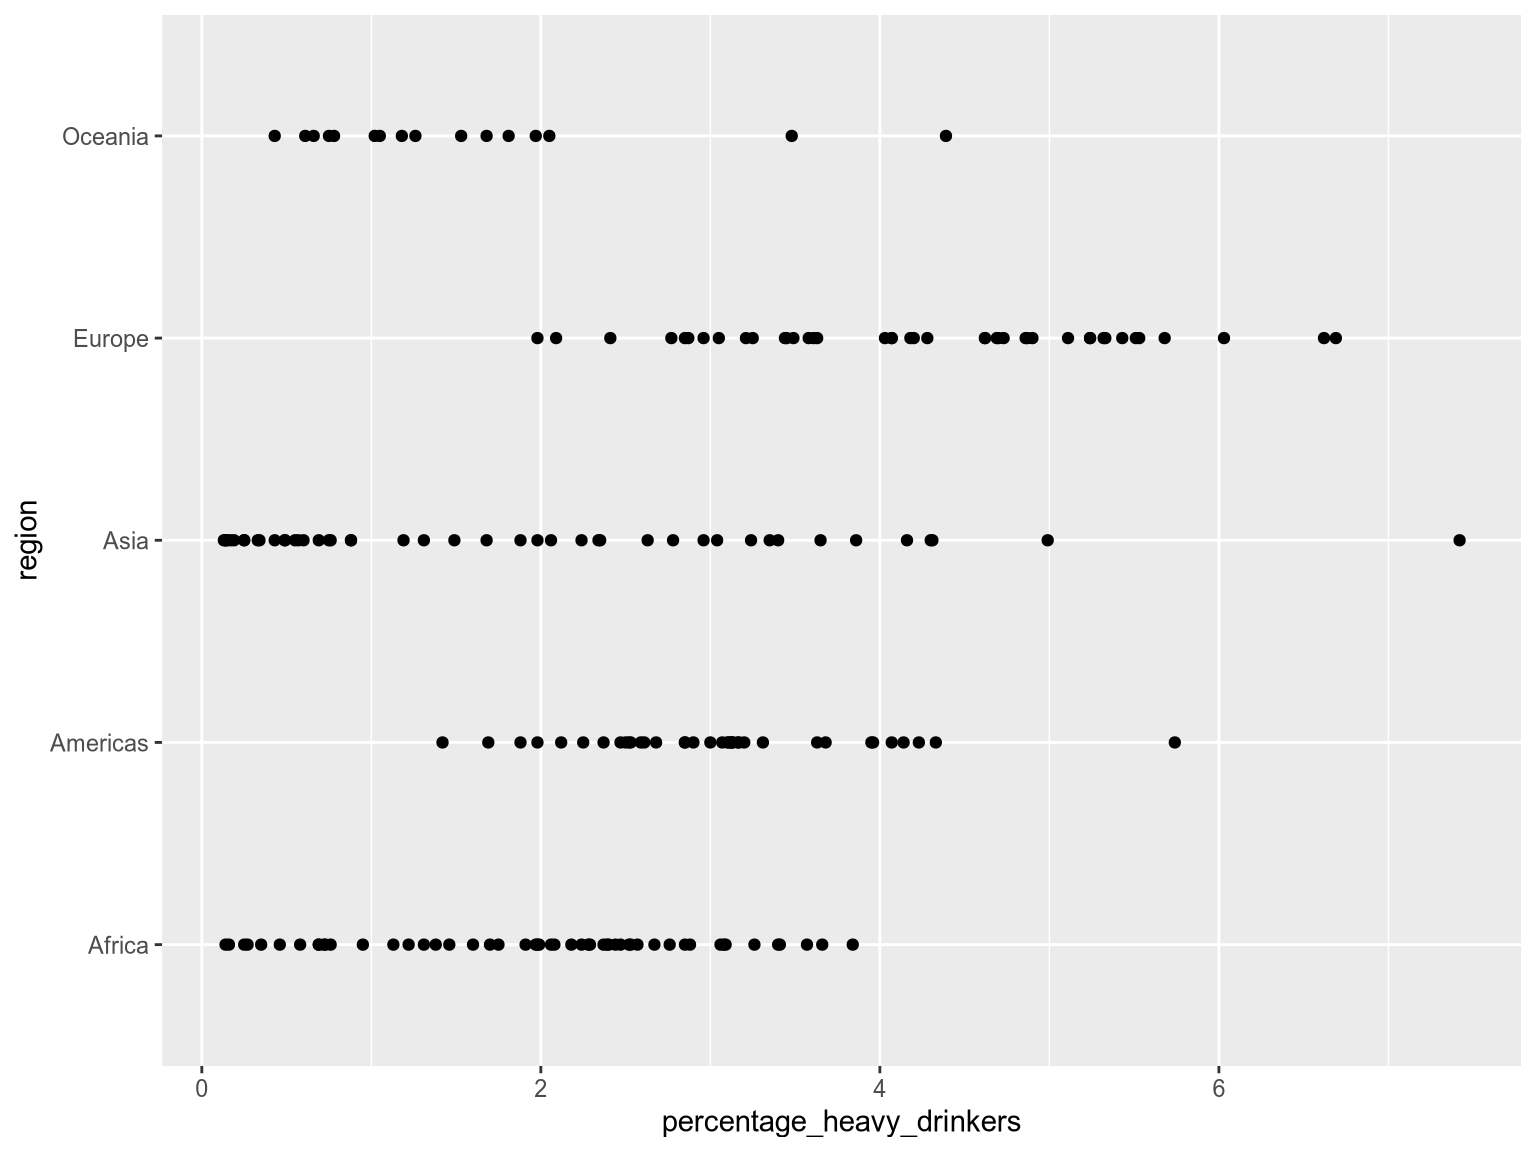 Oceania
Europe
Asia
Americas
Africa
region
0 2 4 6
percentage_heavy_drinkers